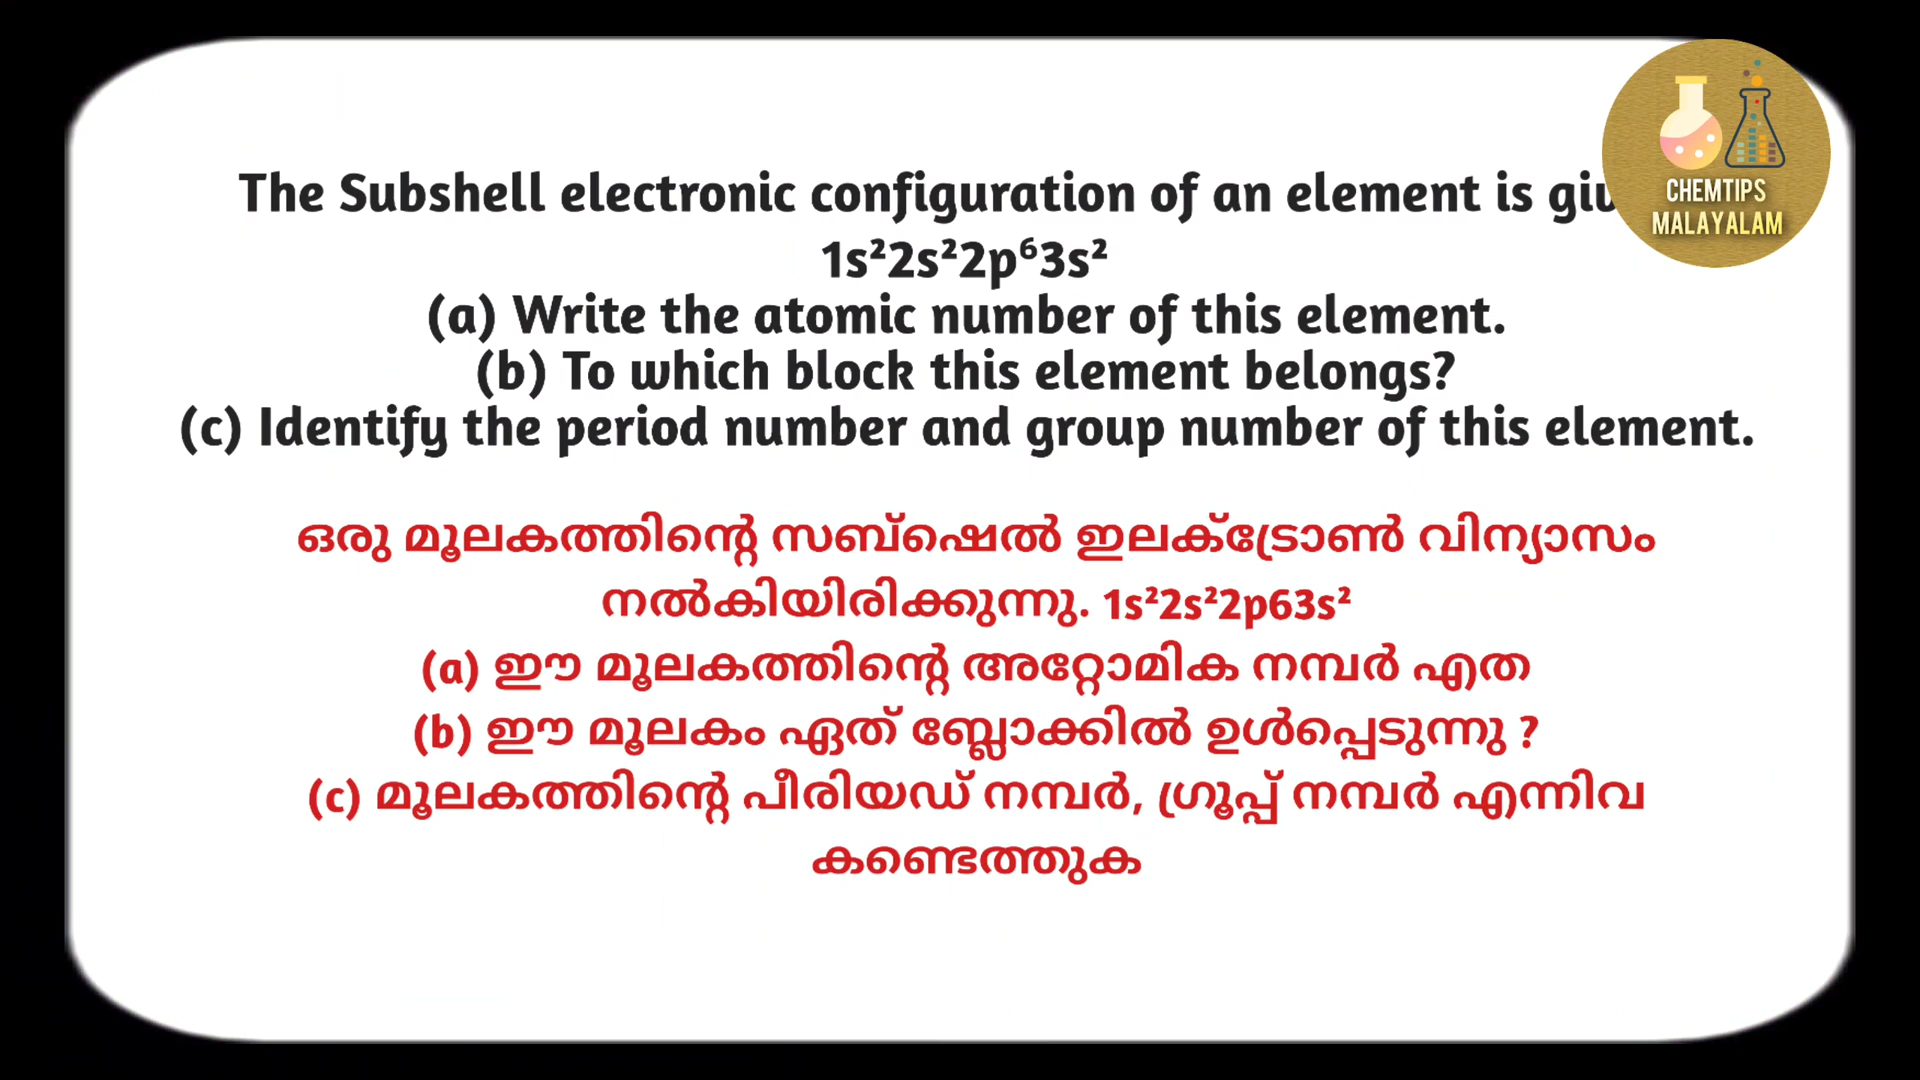 The Subshell electronic configuration of an element is
1s²2s²2p⁶3s²
(a) Write the atomic number of this element.
(b) To which block this element belongs?
(c) Identify the period number and group number of this element.
ഒരു മൂലകത്തിന്റെ സബ്ഷെൽ ഇലക്ട്രോൺ വിന്യാസം
നൽകിയിരിക്കുന്നു. 1s²2s²2p63s²
(a) ഈ മൂലകത്തിന്റെ അറ്റോമിക നമ്പർ എത
(b) ഈ മൂലകം ഏത് ബ്ലോക്കിൽ ഉൾപ്പെടുന്നു ?
(c) മൂലകത്തിന്റെ പീരിയഡ് നമ്പർ, ഗ്രൂപ്പ് നമ്പർ എന്നിവ
കണ്ടെത്തുക
CHEMTIPS
MALAYALAM